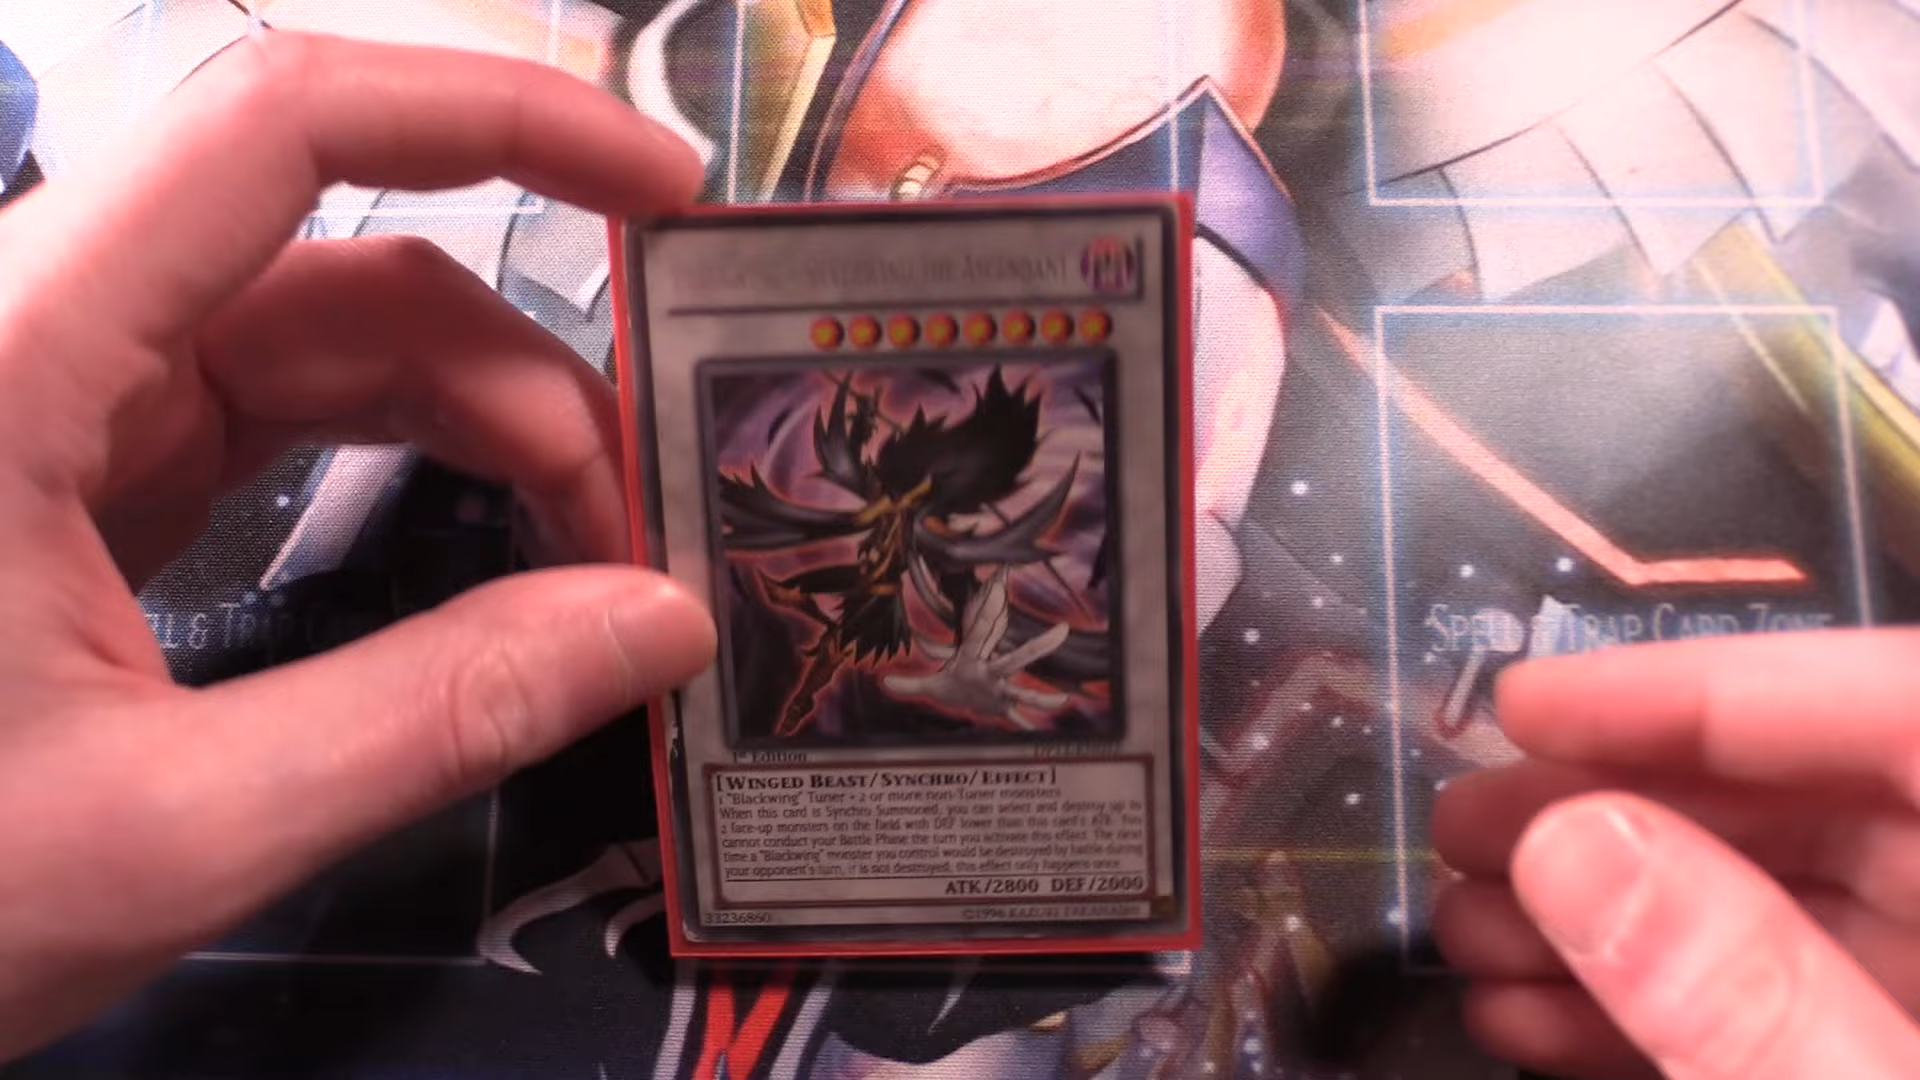 Blackwing - Silverwind the Ascendant
1st Edition
[Winged Beast/Synchro/Effect]
1 "Blackwing" Tuner + 2 or more non-Tuner monsters
When this card is Synchro Summoned, you can select and destroy up to
2 face-up monsters on the field with DEF lower than this card's ATK. You
cannot conduct your Battle Phase the turn you activate this effect. The next
time a "Blackwing" monster you control would be destroyed by battle during
your opponent's turn, it is not destroyed, this effect only happens once.
ATK/2800 DEF/2000
33236860 ©1996 KAZUKI TAKAHASHI
& Trap
Spell & Trap Card Zone